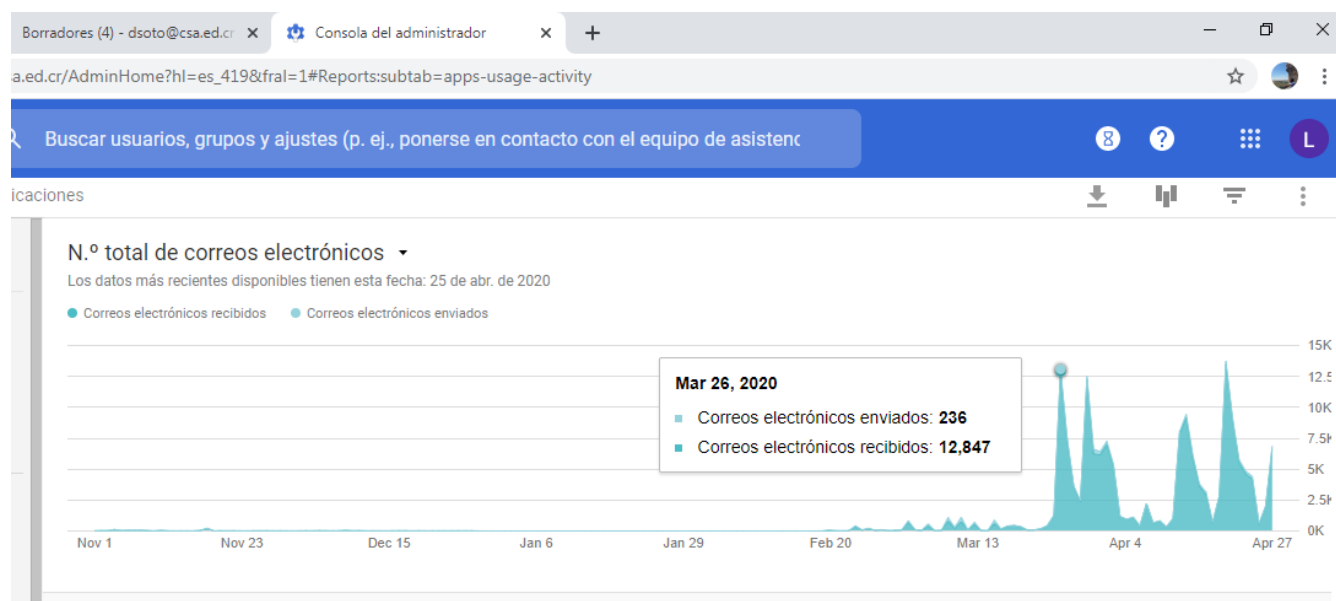 Borradores (4) - dsoto@csa.ed.cr
Consola del administrador
a.ed.cr/AdminHome?hl=es_419&fral=1#Reports:subtab=apps-usage-activity
Buscar usuarios, grupos y ajustes (p. ej., ponerse en contacto con el equipo de asistenc
8 ? L
icaciones
N.º total de correos electrónicos
Los datos más recientes disponibles tienen esta fecha: 25 de abr. de 2020
Correos electrónicos recibidos Correos electrónicos enviados
15K
Mar 26, 2020
Correos electrónicos enviados: 236
Correos electrónicos recibidos: 12,847
12.5
10K
7.5K
5K
2.5K
0K
Nov 1 Nov 23 Dec 15 Jan 6 Jan 29 Feb 20 Mar 13 Apr 4 Apr 27